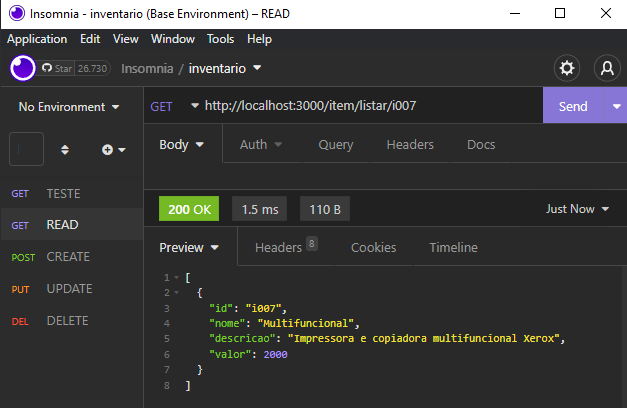 Insomnia - inventario (Base Environment) – READ
Application Edit View Window Tools Help
Star 26.730 Insomnia / inventario
No Environment GET http://localhost:3000/item/listar/i007 Send
Body Auth Query Headers Docs
GET TESTE
GET READ
POST CREATE
PUT UPDATE
DEL DELETE
200 OK 1.5 ms 110 B Just Now
Preview Headers 8 Cookies Timeline
1 [
2 {
3 "id": "i007",
4 "nome": "Multifuncional",
5 "descricao": "Impressora e copiadora multifuncional Xerox",
6 "valor": 2000
7 }
8 ]